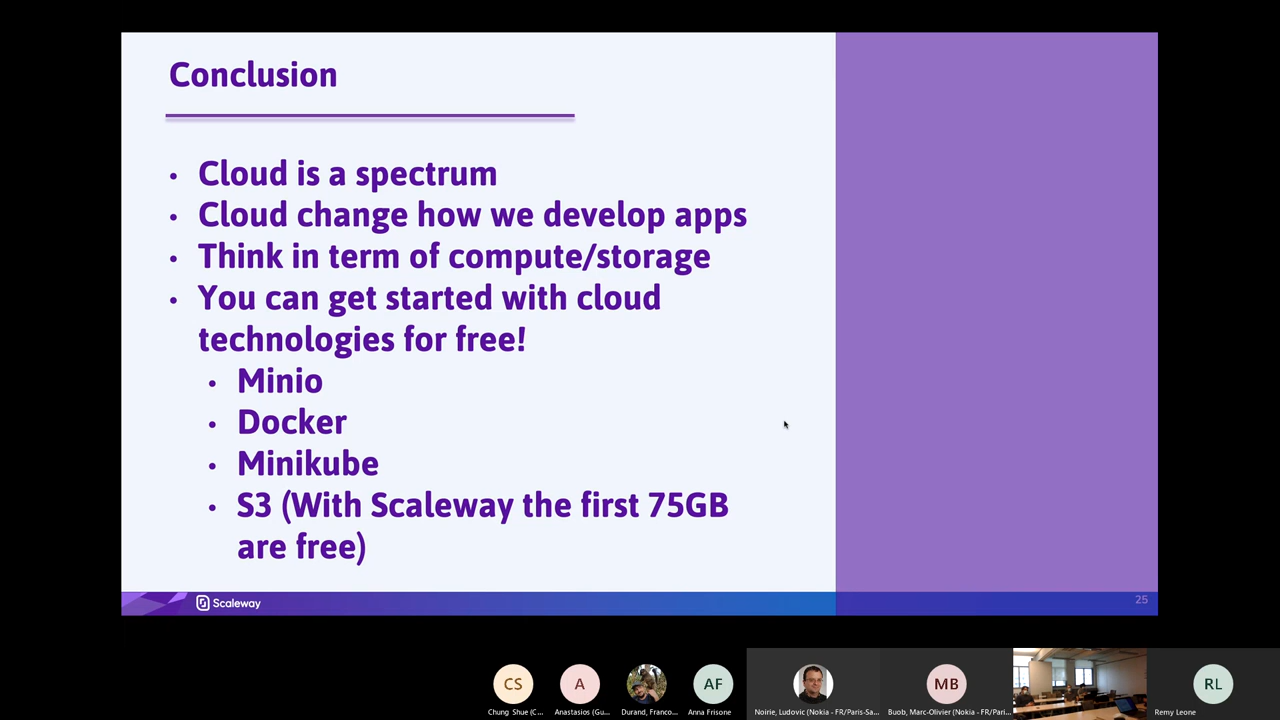 Conclusion
• Cloud is a spectrum
• Cloud change how we develop apps
• Think in term of compute/storage
• You can get started with cloud
technologies for free!
• Minio
• Docker
• Minikube
• S3 (With Scaleway the first 75GB
are free)
Scaleway
25
CS
A
AF
MB
RL
Chung Shue (C...
Anastasios (Gu...
Durand, Franco...
Anna Frisone
Noirie, Ludovic (Nokia - FR/Paris-Sa...
Buob, Marc-Olivier (Nokia - FR/Pari...
Remy Leone